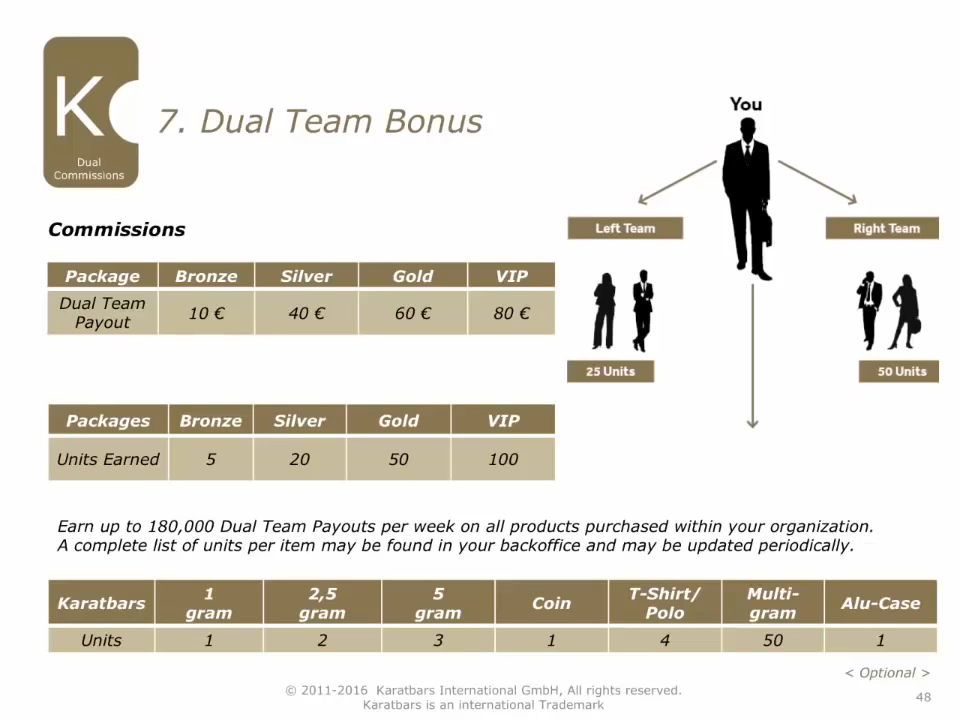 K
Dual
Commissions
7. Dual Team Bonus
You
Left Team
Right Team
25 Units
50 Units
Commissions
Package Bronze Silver Gold VIP
Dual Team
Payout
10 € 40 € 60 € 80 €
Packages Bronze Silver Gold VIP
Units Earned 5 20 50 100
Earn up to 180,000 Dual Team Payouts per week on all products purchased within your organization.
A complete list of units per item may be found in your backoffice and may be updated periodically.
Karatbars 1 gram 2,5 gram 5 gram Coin T-Shirt/ Polo Multi- gram Alu-Case
Units 1 2 3 1 4 50 1
< Optional >
© 2011-2016 Karatbars International GmbH, All rights reserved.
Karatbars is an international Trademark
48